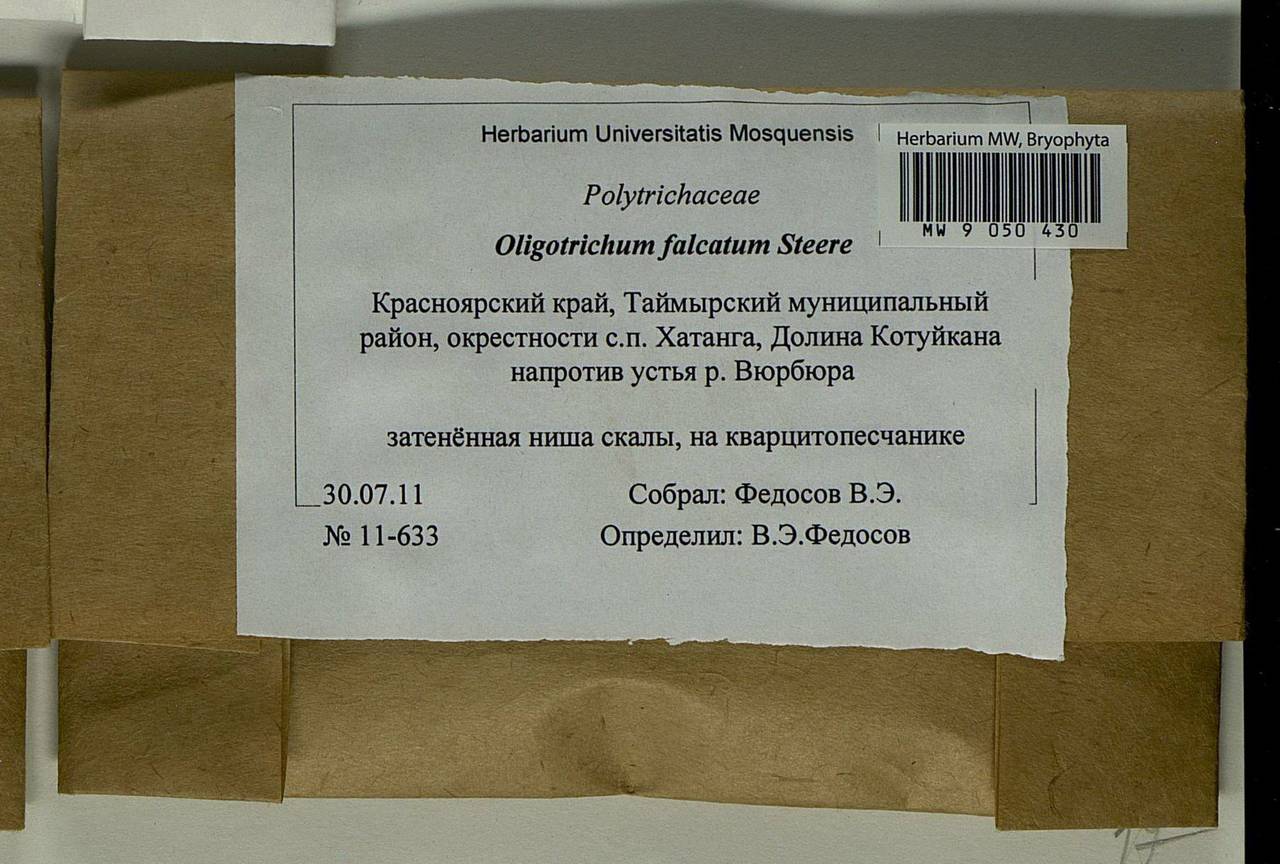 Herbarium Universitatis Mosquensis
Herbarium MW, Bryophyta
MW 9 050 430
Polytrichaceae
Oligotrichum falcatum Steere
Красноярский край, Таймырский муниципальный
район, окрестности с.п. Хатанга, Долина Котуйкана
напротив устья р. Вюрбюра
затенённая ниша скалы, на кварцитопесчанике
30.07.11 Собрал: Федосов В.Э.
№ 11-633 Определил: В.Э.Федосов